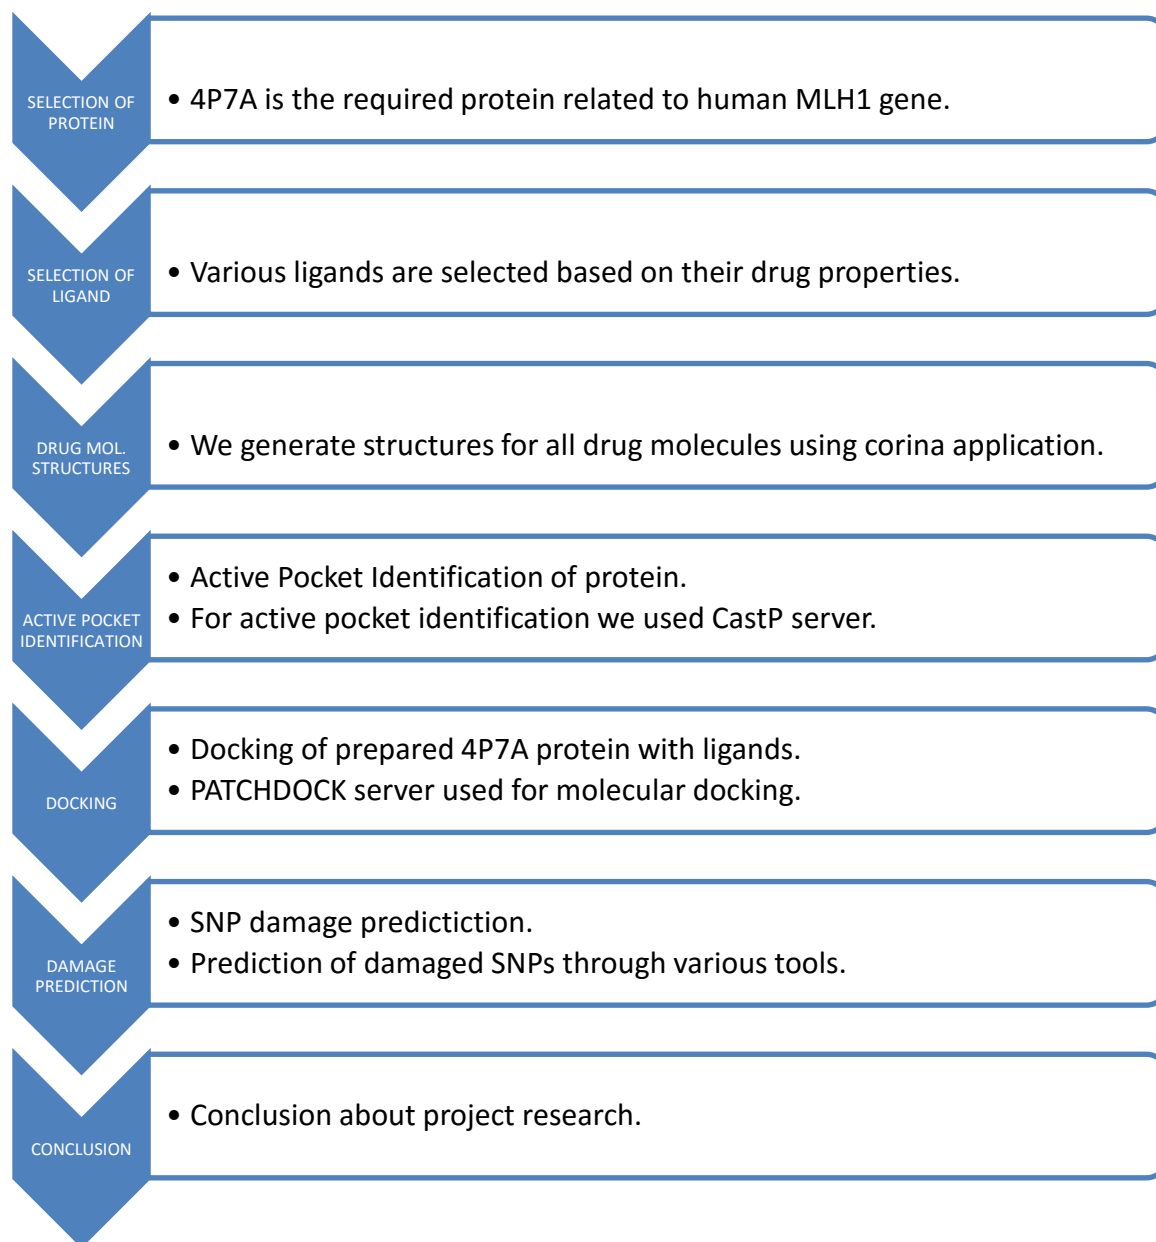 SELECTION OF
PROTEIN
• 4P7A is the required protein related to human MLH1 gene.
SELECTION OF
LIGAND
• Various ligands are selected based on their drug properties.
DRUG MOL.
STRUCTURES
• We generate structures for all drug molecules using corina application.
ACTIVE POCKET
IDENTIFICATION
• Active Pocket Identification of protein.
• For active pocket identification we used CastP server.
DOCKING
• Docking of prepared 4P7A protein with ligands.
• PATCHDOCK server used for molecular docking.
DAMAGE
PREDICTION
• SNP damage predictiction.
• Prediction of damaged SNPs through various tools.
CONCLUSION
• Conclusion about project research.